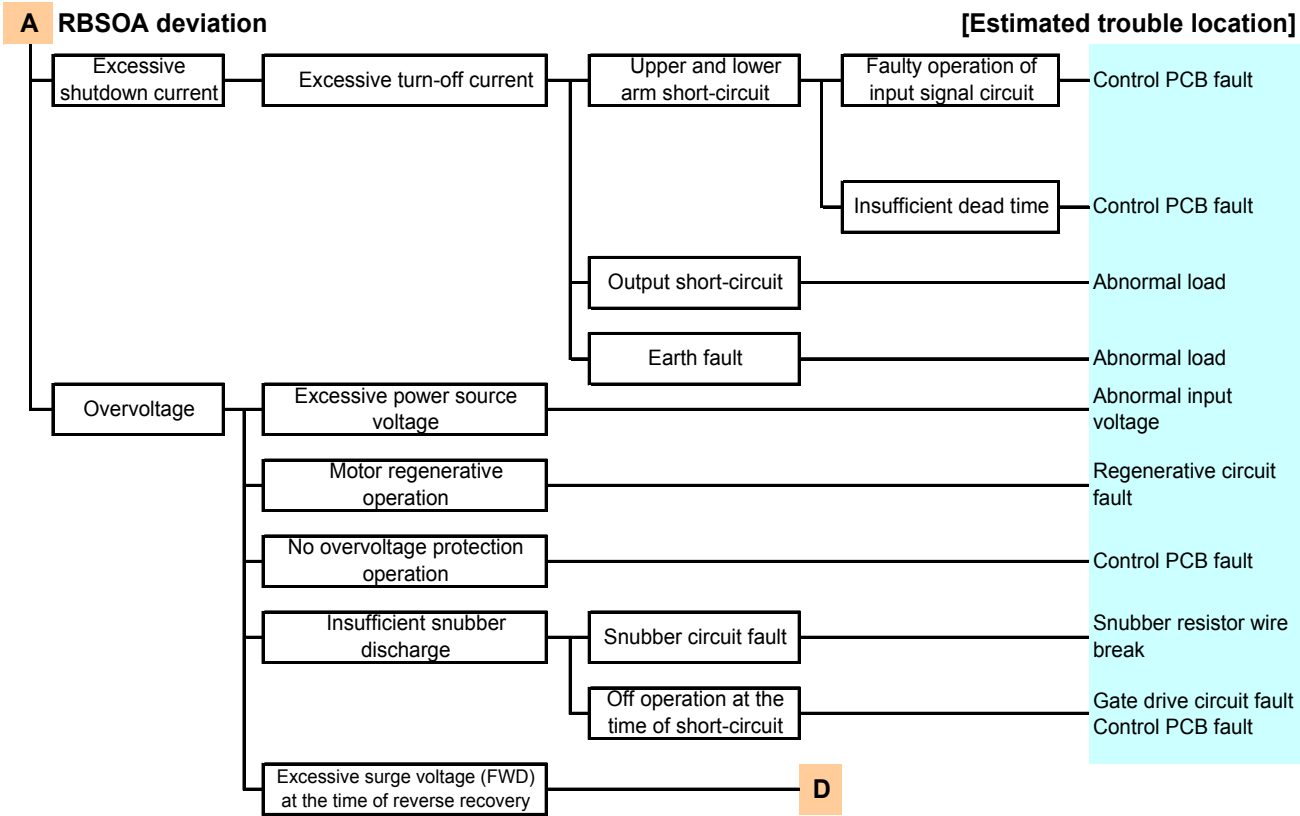 A RBSOA deviation
[Estimated trouble location]
Excessive
shutdown current
Excessive turn-off current
Upper and lower
arm short-circuit
Faulty operation of
input signal circuit
Control PCB fault
Insufficient dead time
Control PCB fault
Output short-circuit
Abnormal load
Earth fault
Abnormal load
Overvoltage
Excessive power source
voltage
Abnormal input
voltage
Motor regenerative
operation
Regenerative circuit
fault
No overvoltage protection
operation
Control PCB fault
Insufficient snubber
discharge
Snubber circuit fault
Snubber resistor wire
break
Off operation at the
time of short-circuit
Gate drive circuit fault
Control PCB fault
Excessive surge voltage (FWD)
at the time of reverse recovery
D